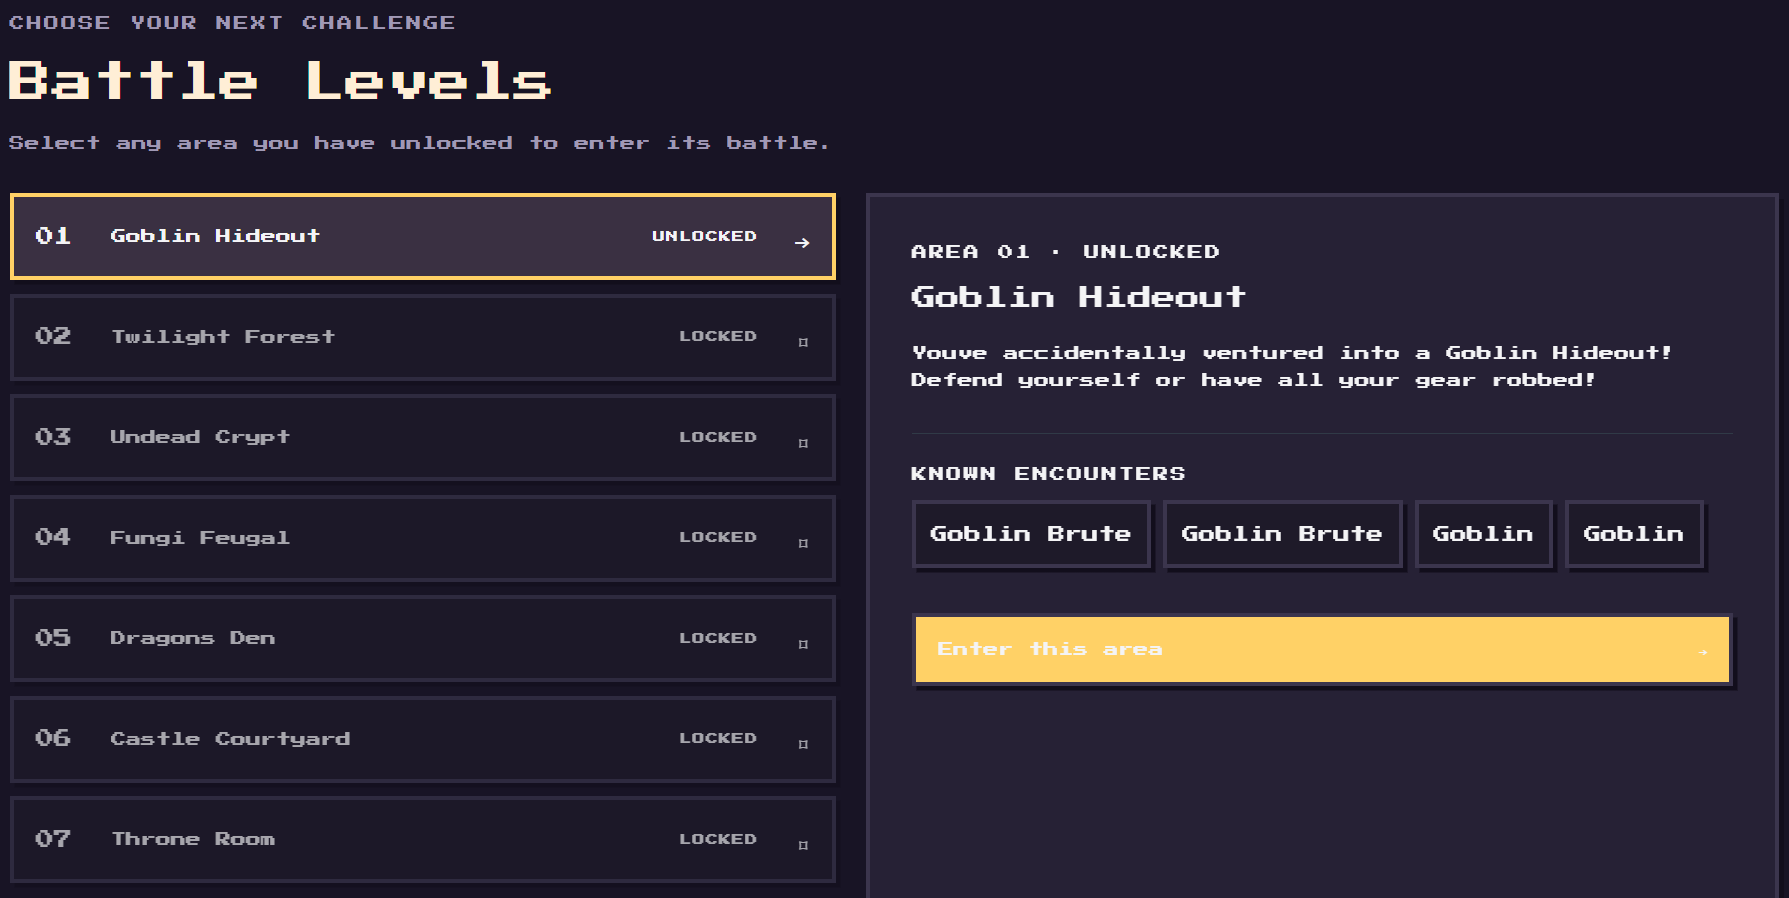 CHOOSE YOUR NEXT CHALLENGE
Battle Levels
Select any area you have unlocked to enter its battle.
01 Goblin Hideout UNLOCKED →
02 Twilight Forest LOCKED ¤
03 Undead Crypt LOCKED ¤
04 Fungi Feugal LOCKED ¤
05 Dragons Den LOCKED ¤
06 Castle Courtyard LOCKED ¤
07 Throne Room LOCKED ¤
AREA 01 · UNLOCKED
Goblin Hideout
Youve accidentally ventured into a Goblin Hideout!
Defend yourself or have all your gear robbed!
KNOWN ENCOUNTERS
Goblin Brute Goblin Brute Goblin Goblin
Enter this area →